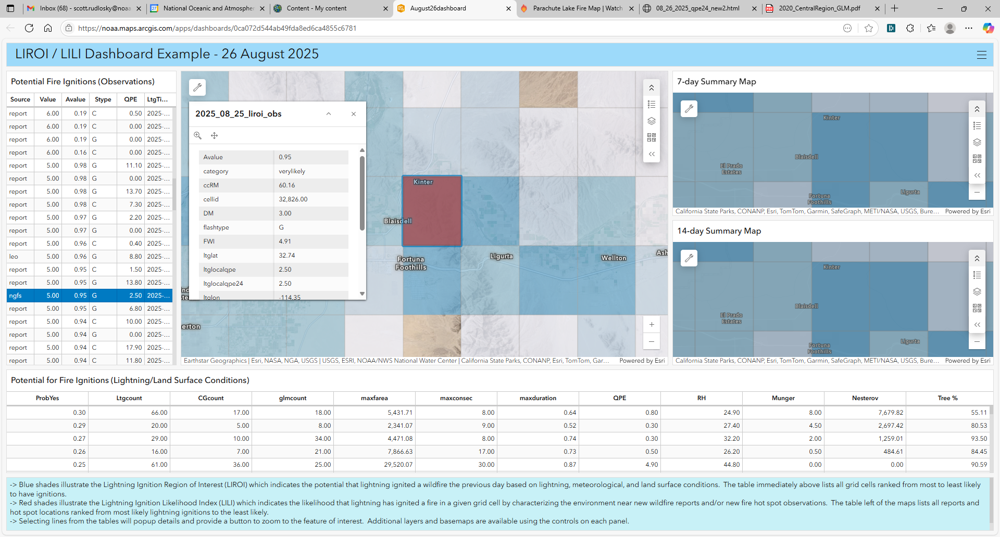 Inbox (68) - scott.rudlosky@noaa
National Oceanic and Atmospher
Content - My content
August26dashboard
Parachute Lake Fire Map | Watch
08_26_2025_qpe24_new2.html
2020_CentralRegion_GLM.pdf
https://noaa.maps.arcgis.com/apps/dashboards/0ca072d544ab49fda8ed6ca4855c6781
LIROI / LILI Dashboard Example - 26 August 2025
Potential Fire Ignitions (Observations)
Source Value Avalue Stype QPE LtgTi...
report 6.00 0.19 C 0.50 2025-...
report 6.00 0.19 C 0.00 2025-...
report 6.00 0.19 G 0.00 2025-...
report 6.00 0.16 C 0.00 2025-...
report 5.00 0.98 G 11.10 2025-...
report 5.00 0.98 G 0.00 2025-...
report 5.00 0.98 G 13.70 2025-...
report 5.00 0.98 C 7.30 2025-...
report 5.00 0.97 G 2.20 2025-...
report 5.00 0.97 G 0.00 2025-...
report 5.00 0.96 C 0.40 2025-...
leo 5.00 0.96 G 8.80 2025-...
report 5.00 0.95 C 1.50 2025-...
report 5.00 0.95 G 13.80 2025-...
ngfs 5.00 0.95 G 2.50 2025-...
report 5.00 0.95 G 6.80 2025-...
report 5.00 0.94 C 10.00 2025-...
report 5.00 0.94 G 0.00 2025-...
report 5.00 0.94 C 17.90 2025-...
report 5.00 0.94 C 11.80 2025-...
2025_08_25_liroi_obs
Avalue 0.95
category verylikely
ccRM 60.16
cellid 32,826.00
DM 3.00
flashtype G
FWI 4.91
ltglat 32.74
ltglocalqpe 2.50
ltglocalqpe24 2.50
ltglon -114.35
Kinter
Blaisdell
Fortuna
Foothills
Ligurta
Wellton
Ash
nd
ste
erton
Earthstar Geographics | Esri, NASA, NGA, USGS | USGS, ESRI, NOAA/NWS National Water Center | California State Parks, CONANP, Esri, TomTom, Gar... Powered by Esri
7-day Summary Map
Kinter
Blaisdell
El Prado
Estates
Ligurta
Fortuna
Foothills
California State Parks, CONANP, Esri, TomTom, Garmin, SafeGraph, METI/NASA, USGS, Bure... Powered by Esri
14-day Summary Map
Kinter
Blaisdell
El Prado
Estates
Ligurta
Fortuna
Foothills
California State Parks, CONANP, Esri, TomTom, Garmin, SafeGraph, METI/NASA, USGS, Bure... Powered by Esri
Potential for Fire Ignitions (Lightning/Land Surface Conditions)
ProbYes Ltgcount CGcount glmcount maxfarea maxconsec maxduration QPE RH Munger Nesterov Tree %
0.30 66.00 17.00 18.00 5,431.71 8.00 0.64 0.80 24.90 8.00 7,679.82 55.11
0.29 20.00 5.00 8.00 2,341.07 9.00 0.52 0.30 27.40 4.50 2,697.42 80.53
0.27 29.00 10.00 34.00 4,471.08 8.00 0.74 0.30 32.20 2.00 1,259.01 93.50
0.26 16.00 7.00 21.00 7,866.63 17.00 0.73 0.50 26.20 0.50 484.61 84.45
0.25 61.00 36.00 25.00 29,520.07 30.00 0.87 4.90 44.80 0.00 0.00 90.59
-> Blue shades illustrate the Lightning Ignition Region of Interest (LIROI) which indicates the potential that lightning ignited a wildfire the previous day based on lightning, meteorological, and land surface conditions. The table immediately above lists all grid cells ranked from most to least likely
to have ignitions.
-> Red shades illustrate the Lightning Ignition Likelihood Index (LILI) which indicates the likelihood that lightning has ignited a fire in a given grid cell by characterizing the environment near new wildfire reports and/or new fire hot spot observations. The table left of the maps lists all reports and
hot spot locations ranked from most likely lightning ignitions to the least likely.
-> Selecting lines from the tables will popup details and provide a button to zoom to the feature of interest. Additional layers and basemaps are available using the controls on each panel.